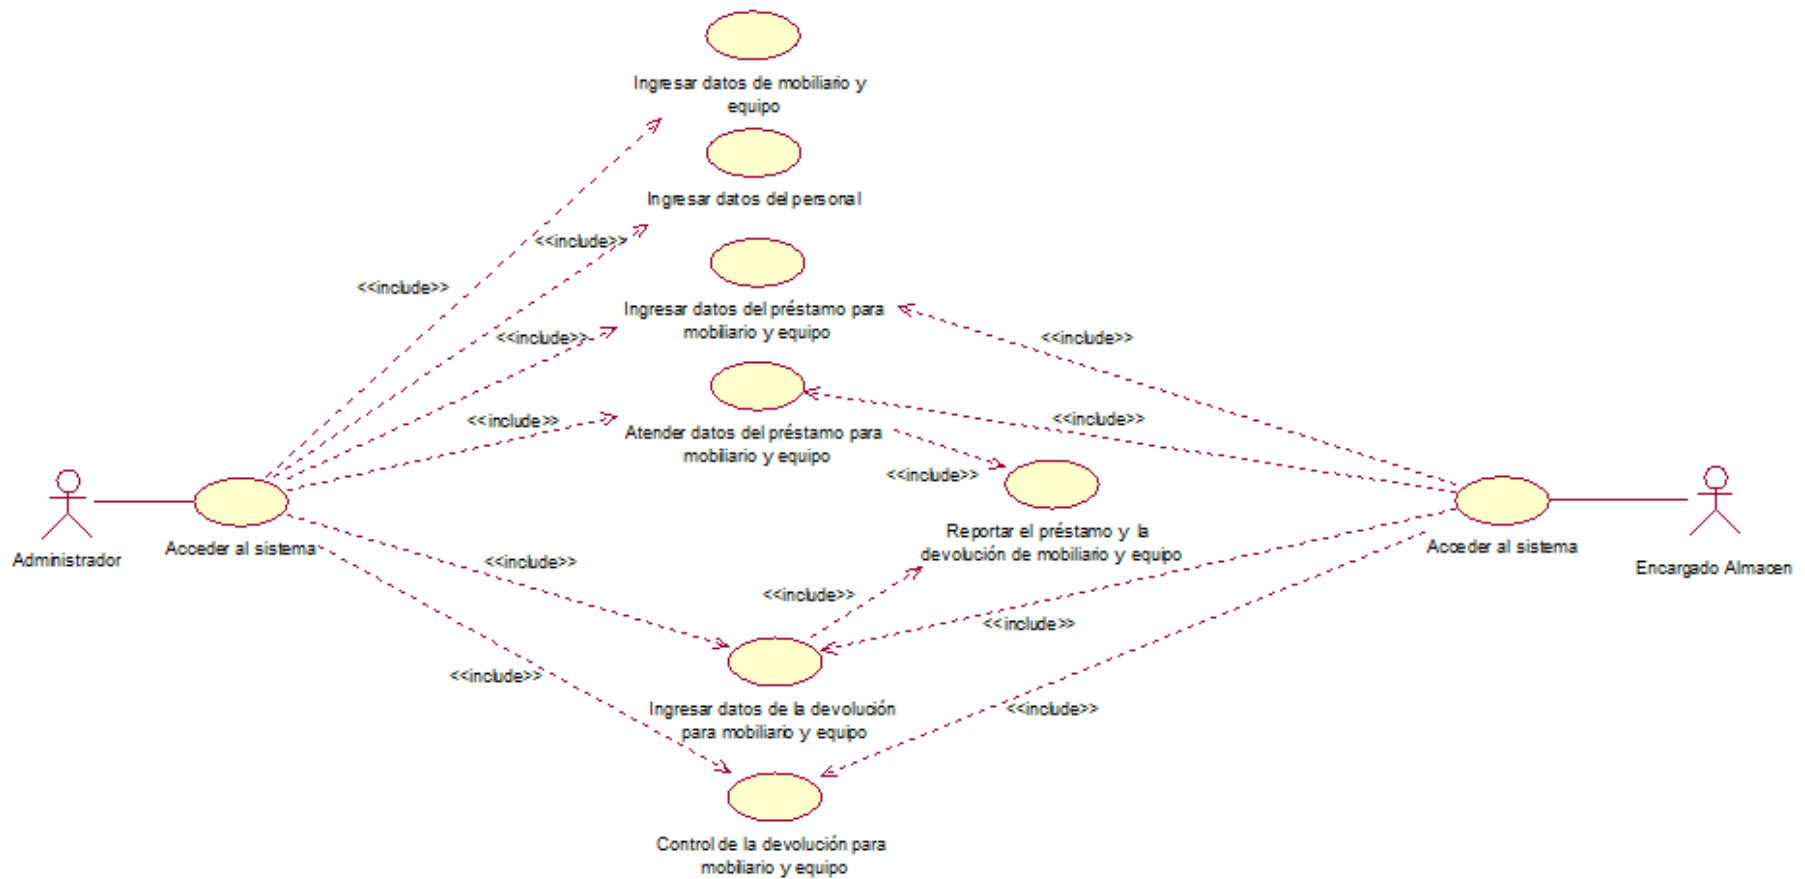 Ingresar datos de mobiliario y
equipo
Ingresar datos del personal
<<include>>
<<include>>
Ingresar datos del préstamo para
mobiliario y equipo
<<include>>
<<include>>
<<include>>
Atender datos del préstamo para
mobiliario y equipo
<<include>>
<<include>>
Reportar el préstamo y la
devolución de mobiliario y equipo
Administrador
Acceder al sistema
Acceder al sistema
Encargado Almacen
<<include>>
<<include>>
<<include>>
<<include>>
Ingresar datos de la devolución
para mobiliario y equipo
<<include>>
Control de la devolución para
mobiliario y equipo